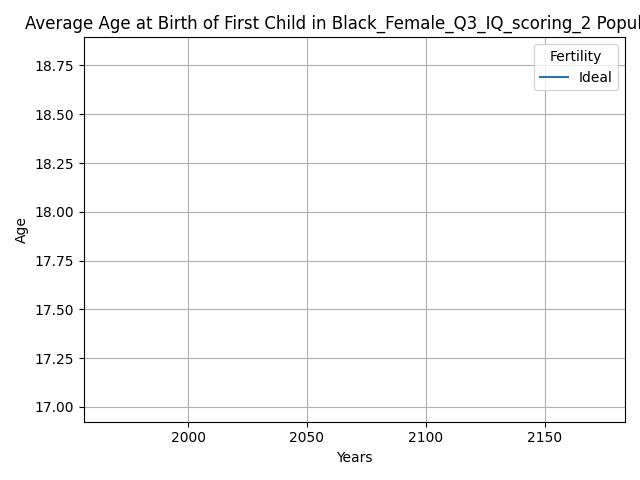 Average Age at Birth of First Child in Black_Female_Q3_IQ_scoring_2 Popul
Fertility
Ideal
18.75
18.50
18.25
18.00
17.75
17.50
17.25
17.00
Age
2000 2050 2100 2150
Years